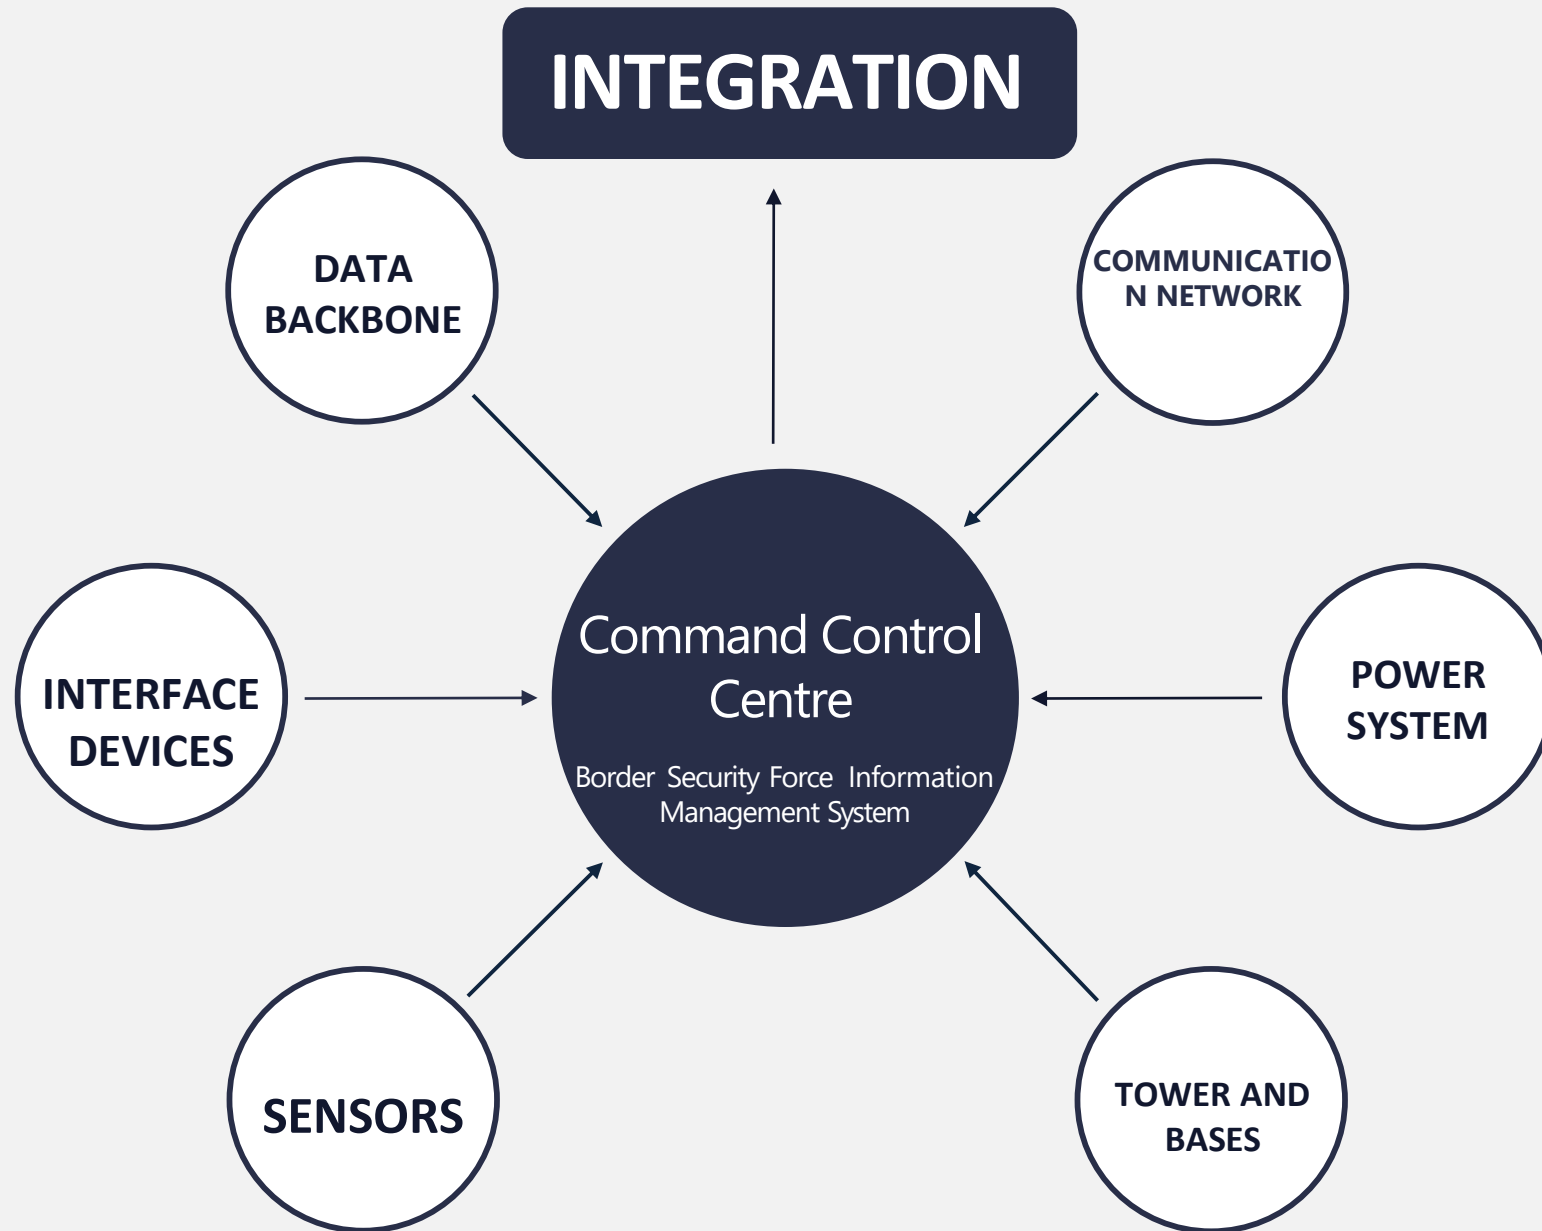 INTEGRATION
DATA
BACKBONE
COMMUNICATIO
N NETWORK
INTERFACE
DEVICES
Command Control
Centre
Border Security Force Information
Management System
POWER
SYSTEM
SENSORS
TOWER AND
BASES